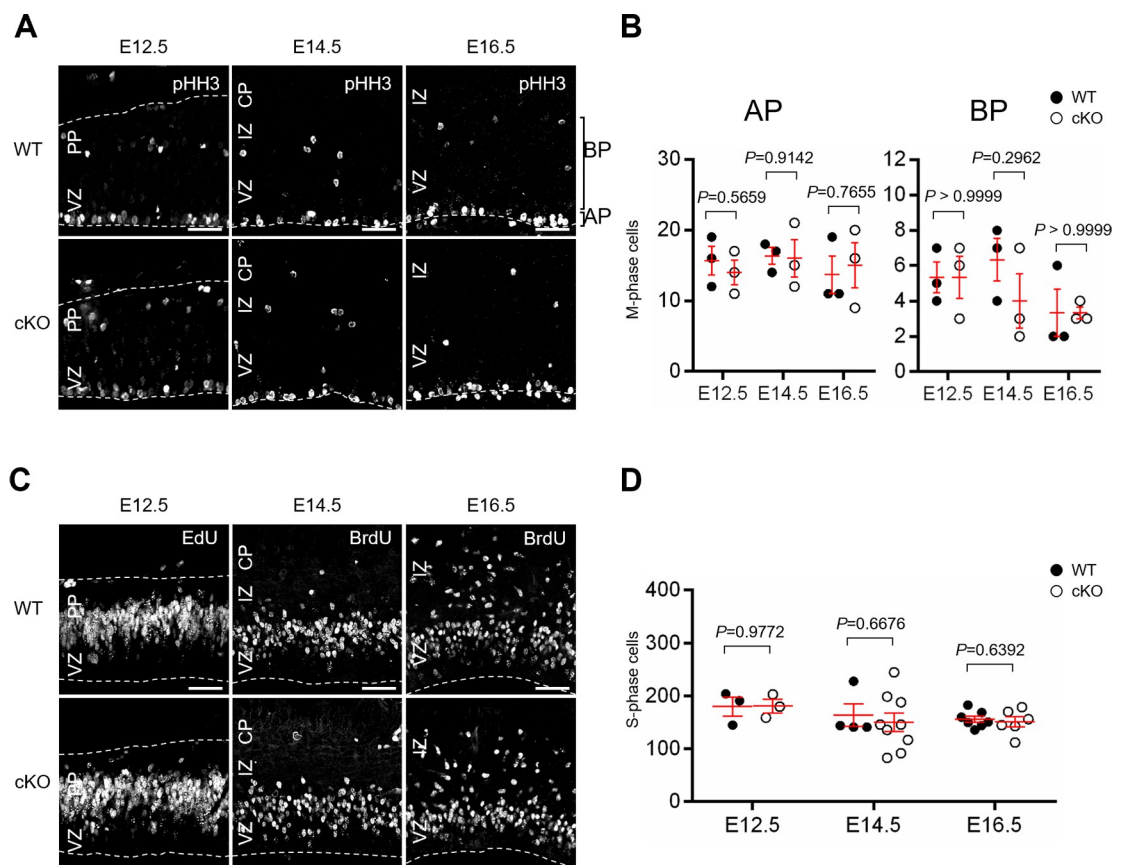 A
E12.5
E14.5
E16.5
pHH3
pHH3
pHH3
WT
PP
VZ
CP
IZ
VZ
IZ
VZ
BP
AP
cKO
PP
VZ
CP
IZ
VZ
IZ
VZ
B
AP
BP
WT
cKO
M-phase cells
30
20
10
0
P=0.5659
P=0.9142
P=0.7655
E12.5
E14.5
E16.5
12
10
8
6
4
2
0
P > 0.9999
P=0.2962
P > 0.9999
E12.5
E14.5
E16.5
C
E12.5
E14.5
E16.5
EdU
BrdU
BrdU
WT
PP
VZ
CP
IZ
VZ
IZ
VZ
cKO
PP
VZ
CP
IZ
VZ
IZ
VZ
D
WT
cKO
S-phase cells
400
300
200
100
0
P=0.9772
P=0.6676
P=0.6392
E12.5
E14.5
E16.5